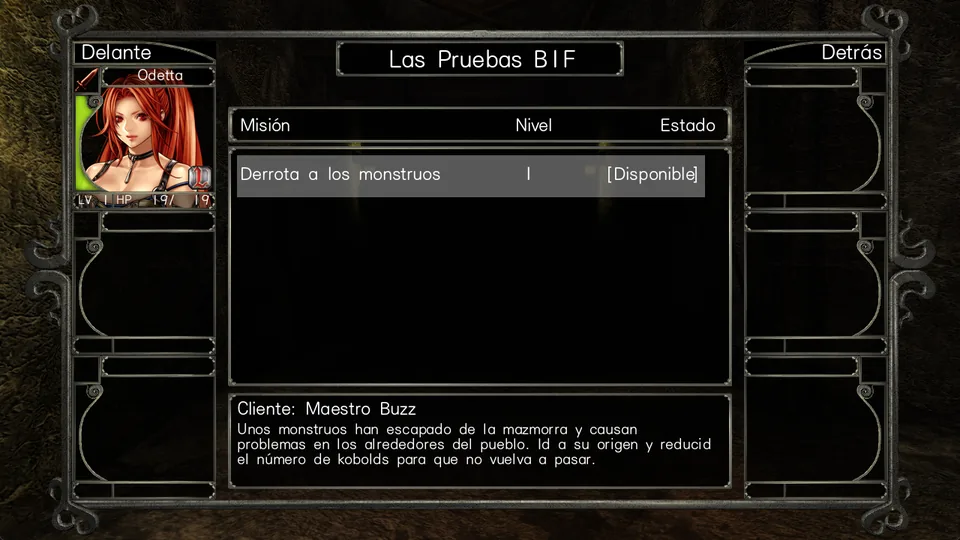 Delante
Las Pruebas B1F
Detrás
Odetta
Misión Nivel Estado
Derrota a los monstruos 1 [Disponible]
LV. 1 HP 19/ 19
Cliente: Maestro Buzz
Unos monstruos han escapado de la mazmorra y causan
problemas en los alrededores del pueblo. Id a su origen y reducid
el número de kobolds para que no vuelva a pasar.